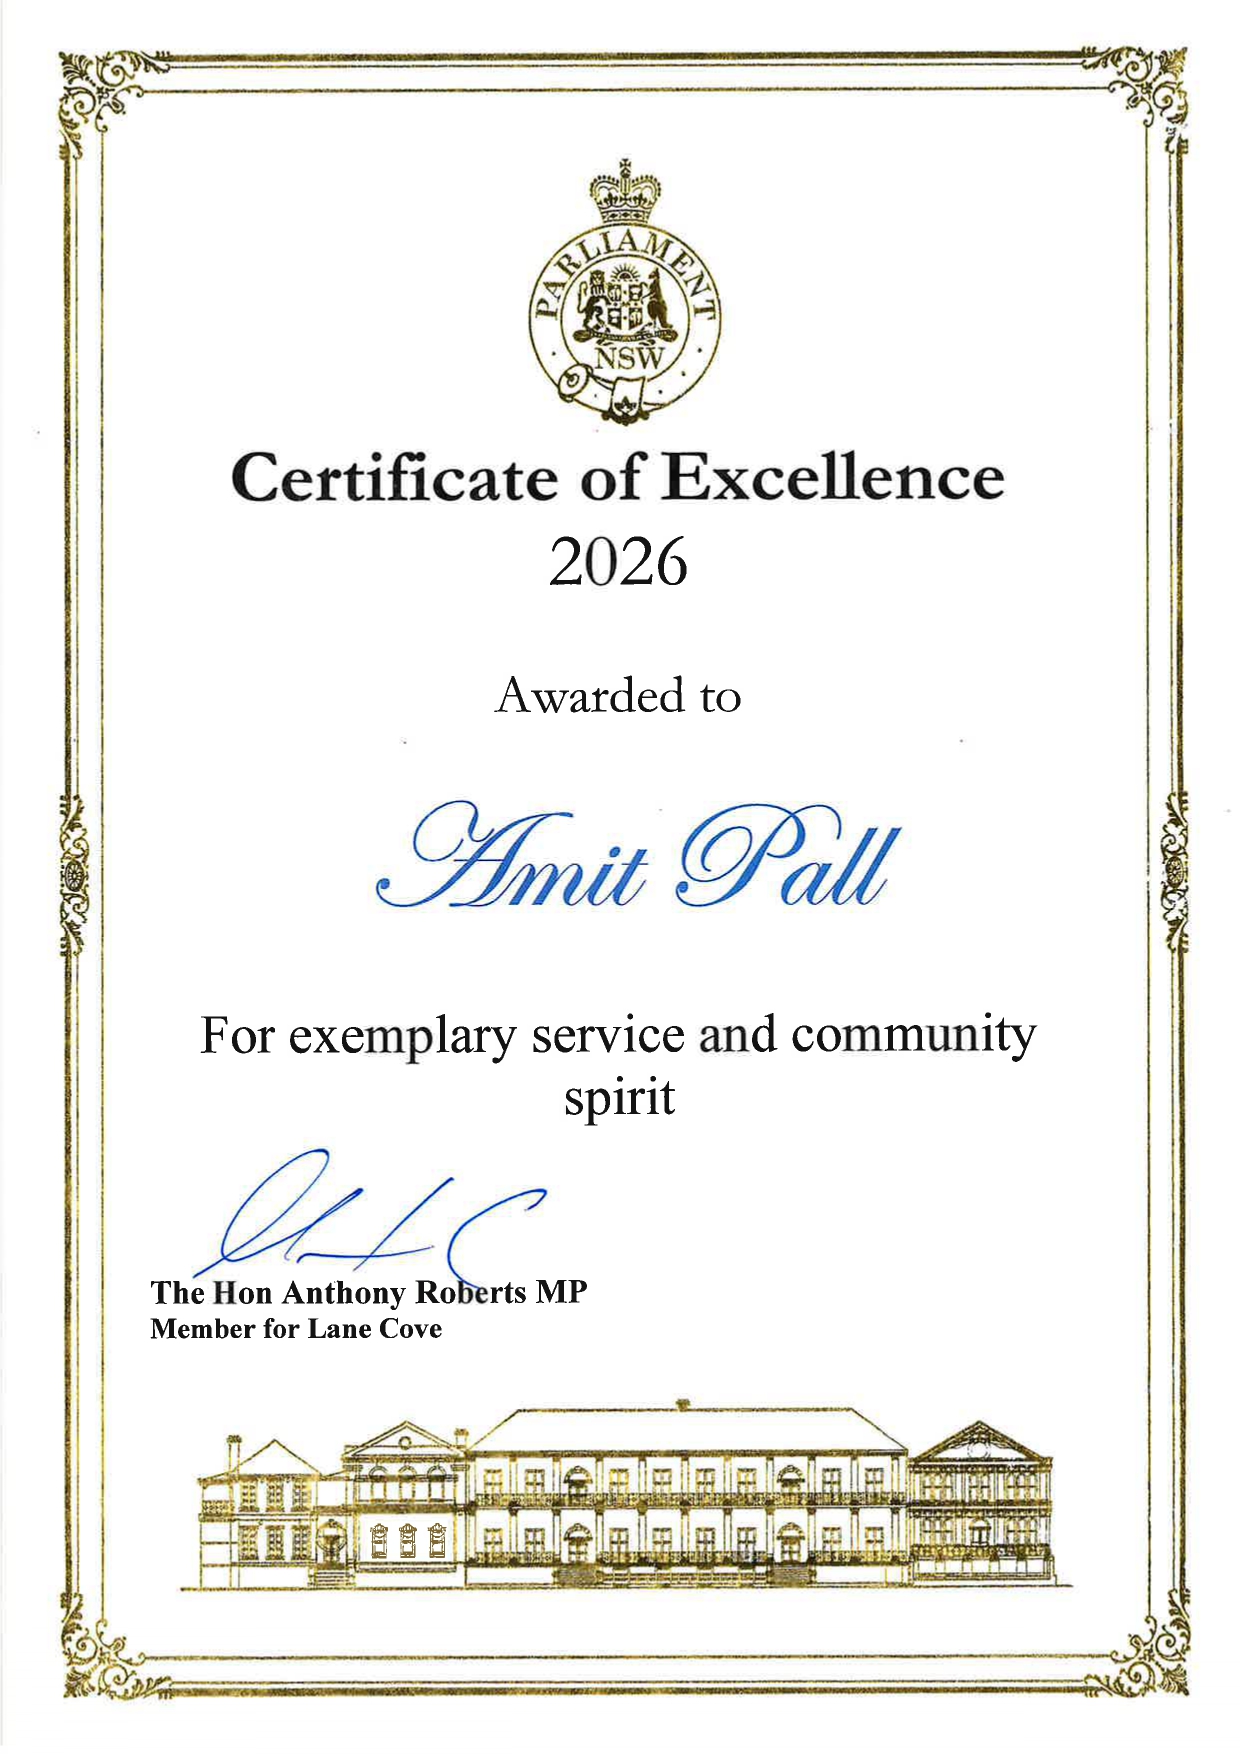 PARLIAMENT
NSW
Certificate of Excellence
2026
Awarded to
Amit Pall
For exemplary service and community
spirit
The Hon Anthony Roberts MP
Member for Lane Cove